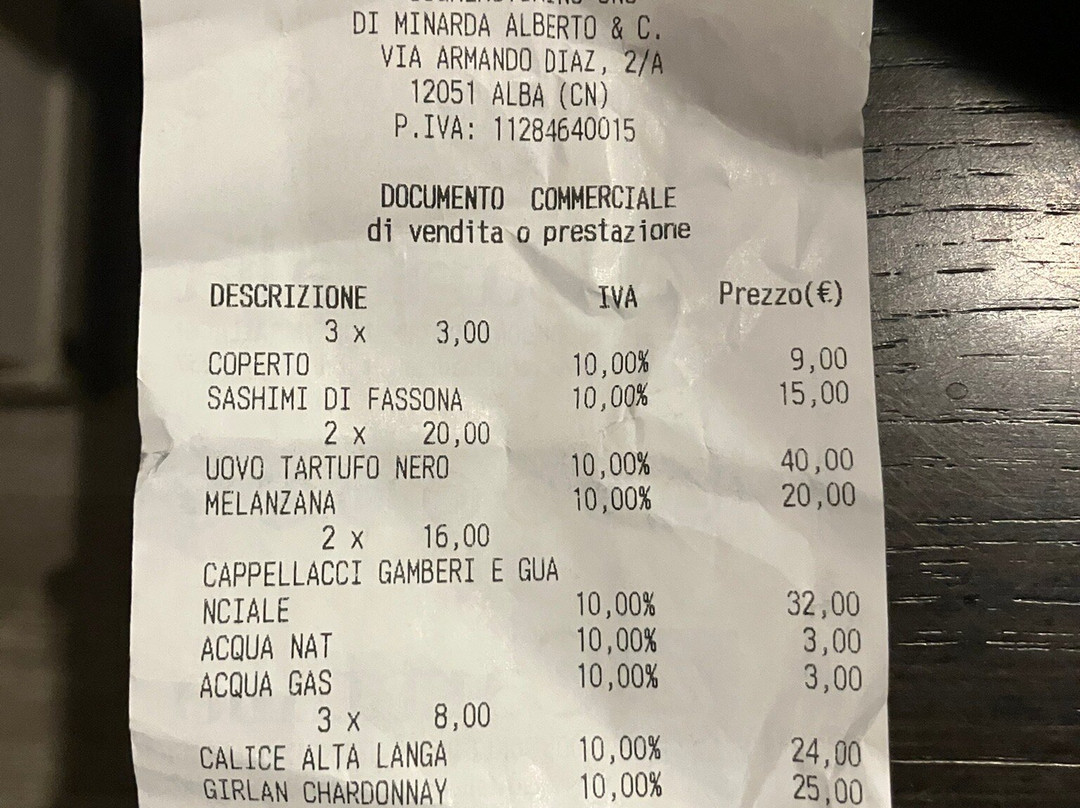 DI MINARDA ALBERTO & C.
VIA ARMANDO DIAZ, 2/A
12051 ALBA (CN)
P.IVA: 11284640015
DOCUMENTO COMMERCIALE
di vendita o prestazione
DESCRIZIONE IVA Prezzo(€)
3 x 3,00
COPERTO 10,00% 9,00
SASHIMI DI FASSONA 10,00% 15,00
2 x 20,00
UOVO TARTUFO NERO 10,00% 40,00
MELANZANA 10,00% 20,00
2 x 16,00
CAPPELLACCI GAMBERI E GUA
NCIALE 10,00% 32,00
ACQUA NAT 10,00% 3,00
ACQUA GAS 10,00% 3,00
3 x 8,00
CALICE ALTA LANGA 10,00% 24,00
GIRLAN CHARDONNAY 10,00% 25,00